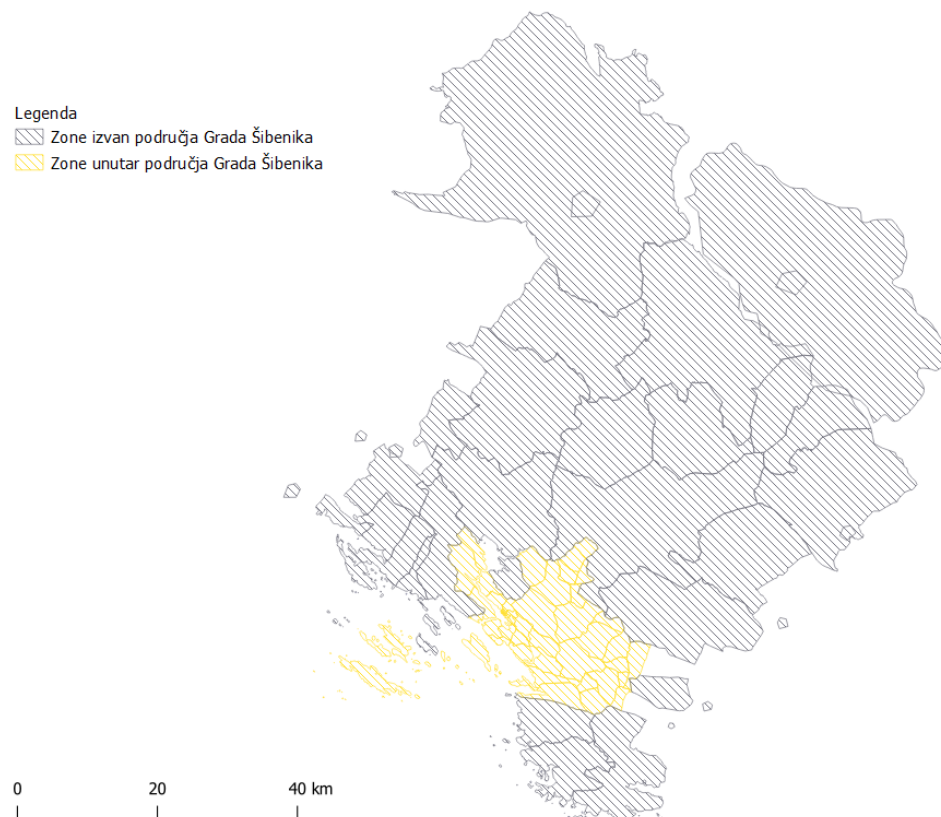 Legenda
Zone izvan područja Grada Šibenika
Zone unutar područja Grada Šibenika
0 20 40 km